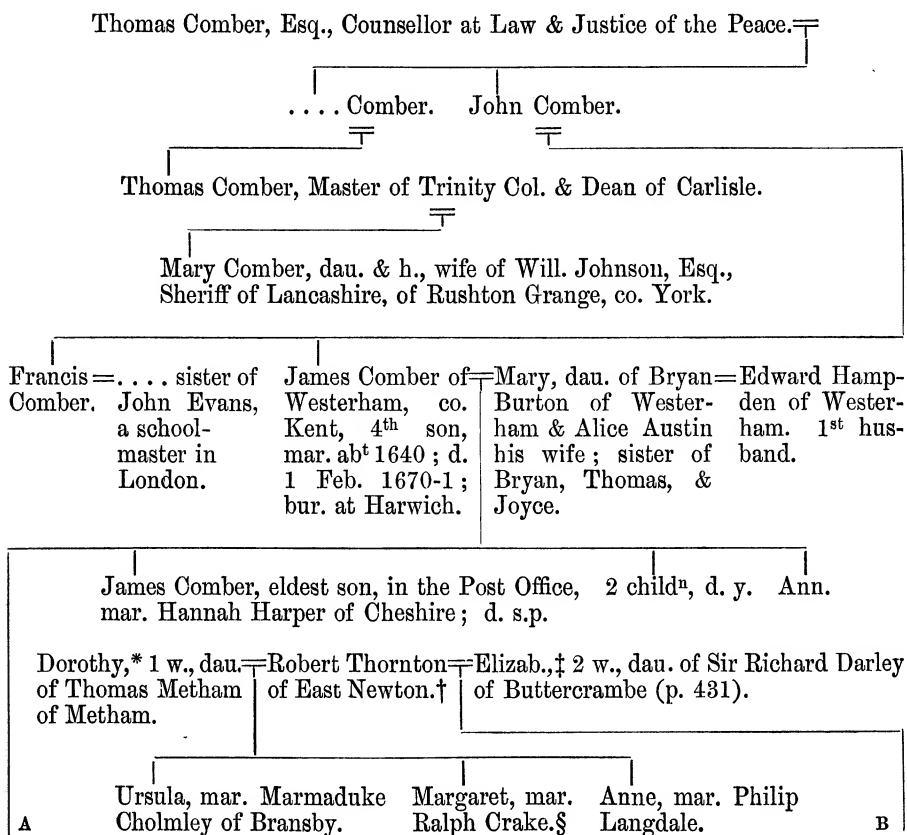 Thomas Comber, Esq., Counsellor at Law & Justice of the Peace.
. . . . Comber.
John Comber.
Thomas Comber, Master of Trinity Col. & Dean of Carlisle.
Mary Comber, dau. & h., wife of Will. Johnson, Esq.,
Sheriff of Lancashire, of Rushton Grange, co. York.
Francis
Comber.
. . . . sister of
John Evans,
a school-
master in
London.
James Comber of
Westerham, co.
Kent, 4th son,
mar. abt 1640 ; d.
1 Feb. 1670-1 ;
bur. at Harwich.
Mary, dau. of Bryan
Burton of Wester-
ham & Alice Austin
his wife ; sister of
Bryan, Thomas, &
Joyce.
Edward Hamp-
den of Wester-
ham. 1st hus-
band.
James Comber, eldest son, in the Post Office,
mar. Hannah Harper of Cheshire ; d. s.p.
2 childn, d. y.
Ann.
Dorothy,* 1 w., dau.
of Thomas Metham
of Metham.
Robert Thornton
of East Newton.†
Elizab.,‡ 2 w., dau. of Sir Richard Darley
of Buttercrambe (p. 431).
Ursula, mar. Marmaduke
Cholmley of Bransby.
Margaret, mar.
Ralph Crake.§
Anne, mar. Philip
Langdale.
A
B